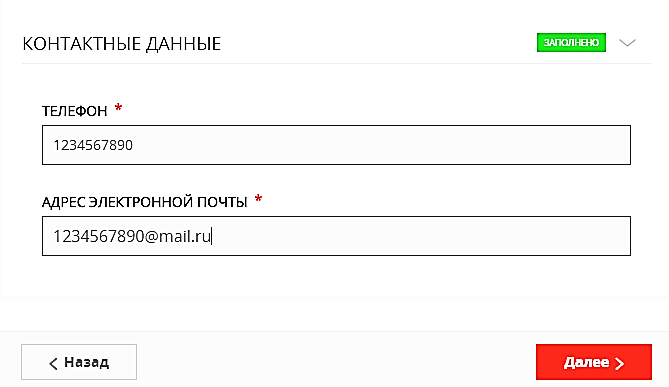 КОНТАКТНЫЕ ДАННЫЕ ЗАПОЛНЕНО
ТЕЛЕФОН *
1234567890
АДРЕС ЭЛЕКТРОННОЙ ПОЧТЫ *
1234567890@mail.ru
Назад Далее